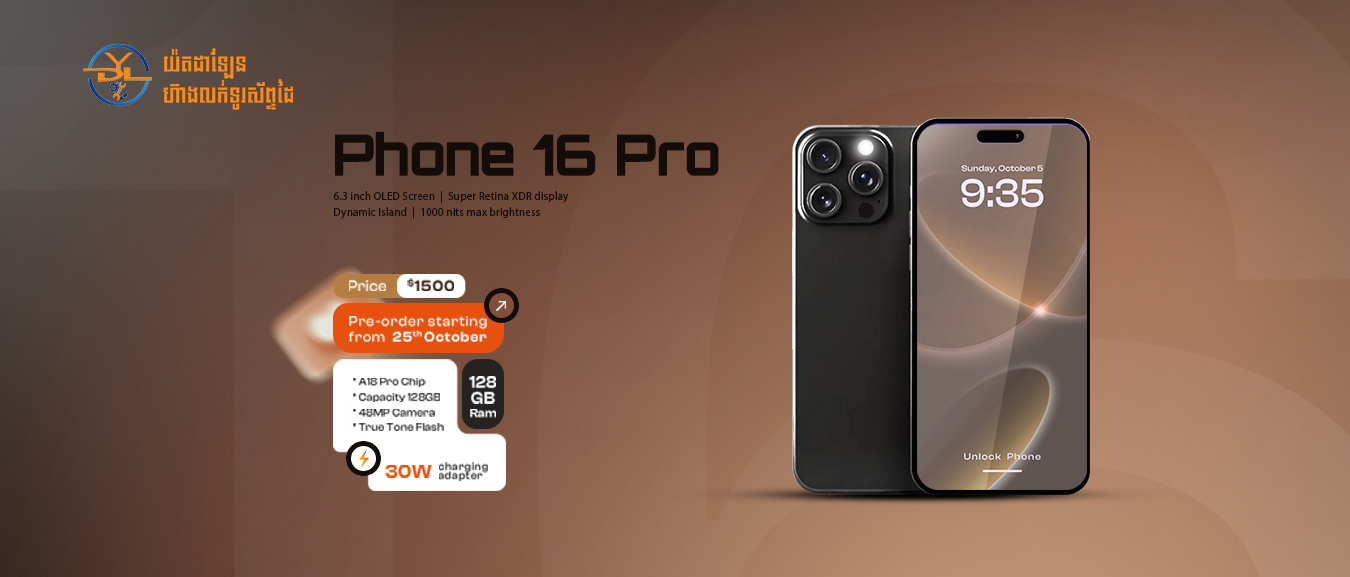 YDL
យ៉តដាឡែន
ហ៊ាងលក់ទូរស័ព្ទដៃ
Phone 16 Pro
6.3 inch OLED Screen | Super Retina XDR display
Dynamic Island | 1000 nits max brightness
Price $1500
Pre-order starting
from 25th October
* A18 Pro Chip
* Capacity 128GB
* 48MP Camera
* True Tone Flash
128
GB
Ram
30W charging
adapter
Sunday, October 5
9:35
Unlock Phone